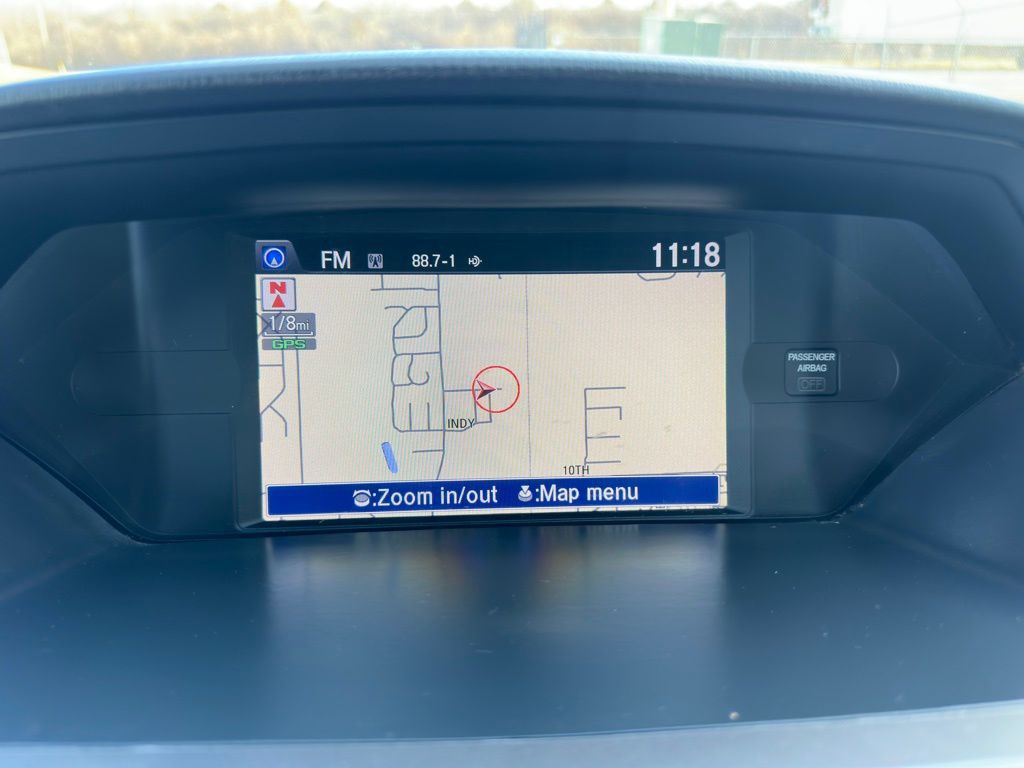 FM 88.7-1 11:18
N
1/8mi
GPS
PASSENGER
AIRBAG
OFF
INDY
10TH
:Zoom in/out :Map menu